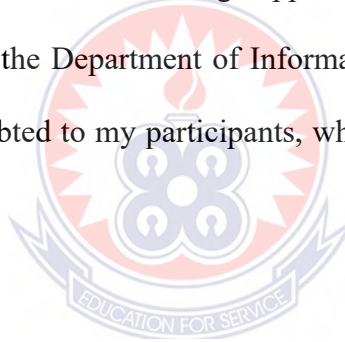 the Department of Informa
bted to my participants, wh
EDUCATION FOR SERVICE